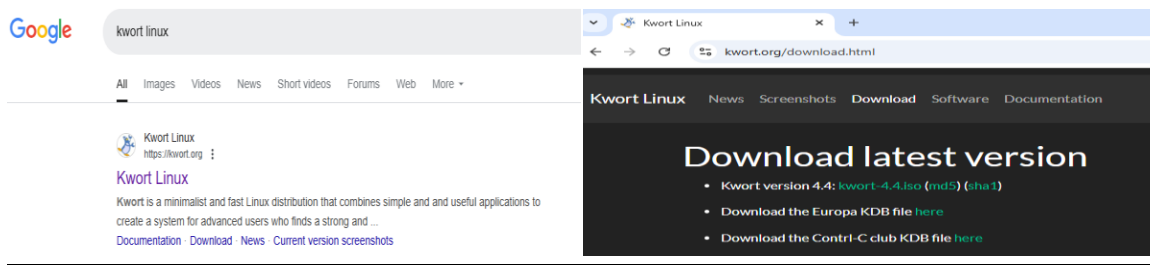 Google
kwort linux
All Images Videos News Short videos Forums Web More
Kwort Linux
https://kwort.org
Kwort Linux
Kwort is a minimalist and fast Linux distribution that combines simple and and useful applications to
create a system for advanced users who finds a strong and ...
Documentation · Download · News · Current version screenshots
Kwort Linux
kwort.org/download.html
Kwort Linux News Screenshots Download Software Documentation
Download latest version
• Kwort version 4.4: kwort-4.4.iso (md5) (sha1)
• Download the Europa KDB file here
• Download the Contrl-C club KDB file here